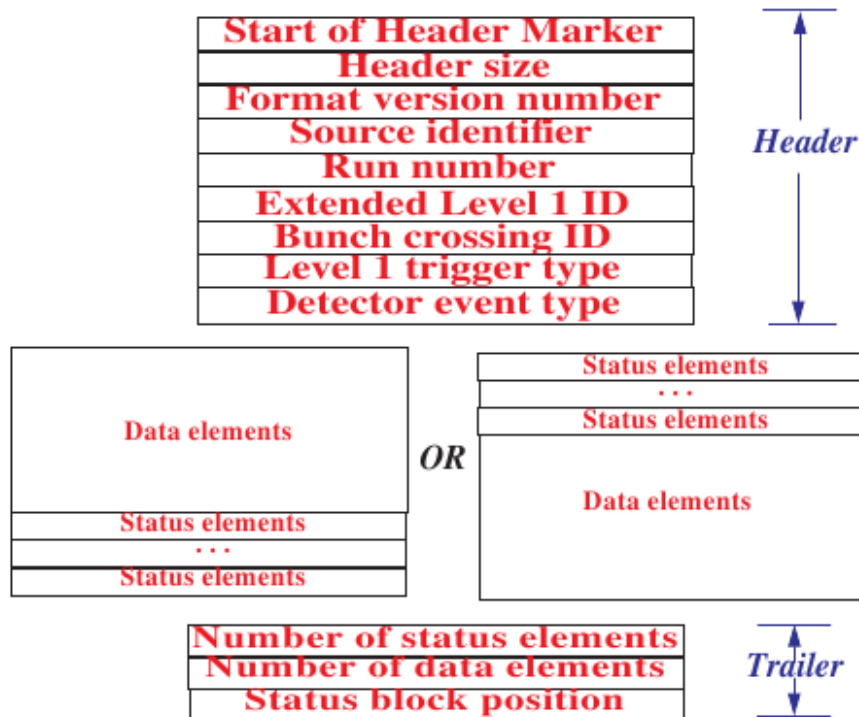 Start of Header Marker
Header size
Format version number
Source identifier
Run number
Extended Level 1 ID
Bunch crossing ID
Level 1 trigger type
Detector event type
Header
Data elements
Status elements
. . .
Status elements
OR
Status elements
. . .
Status elements
Data elements
Number of status elements
Number of data elements
Status block position
Trailer